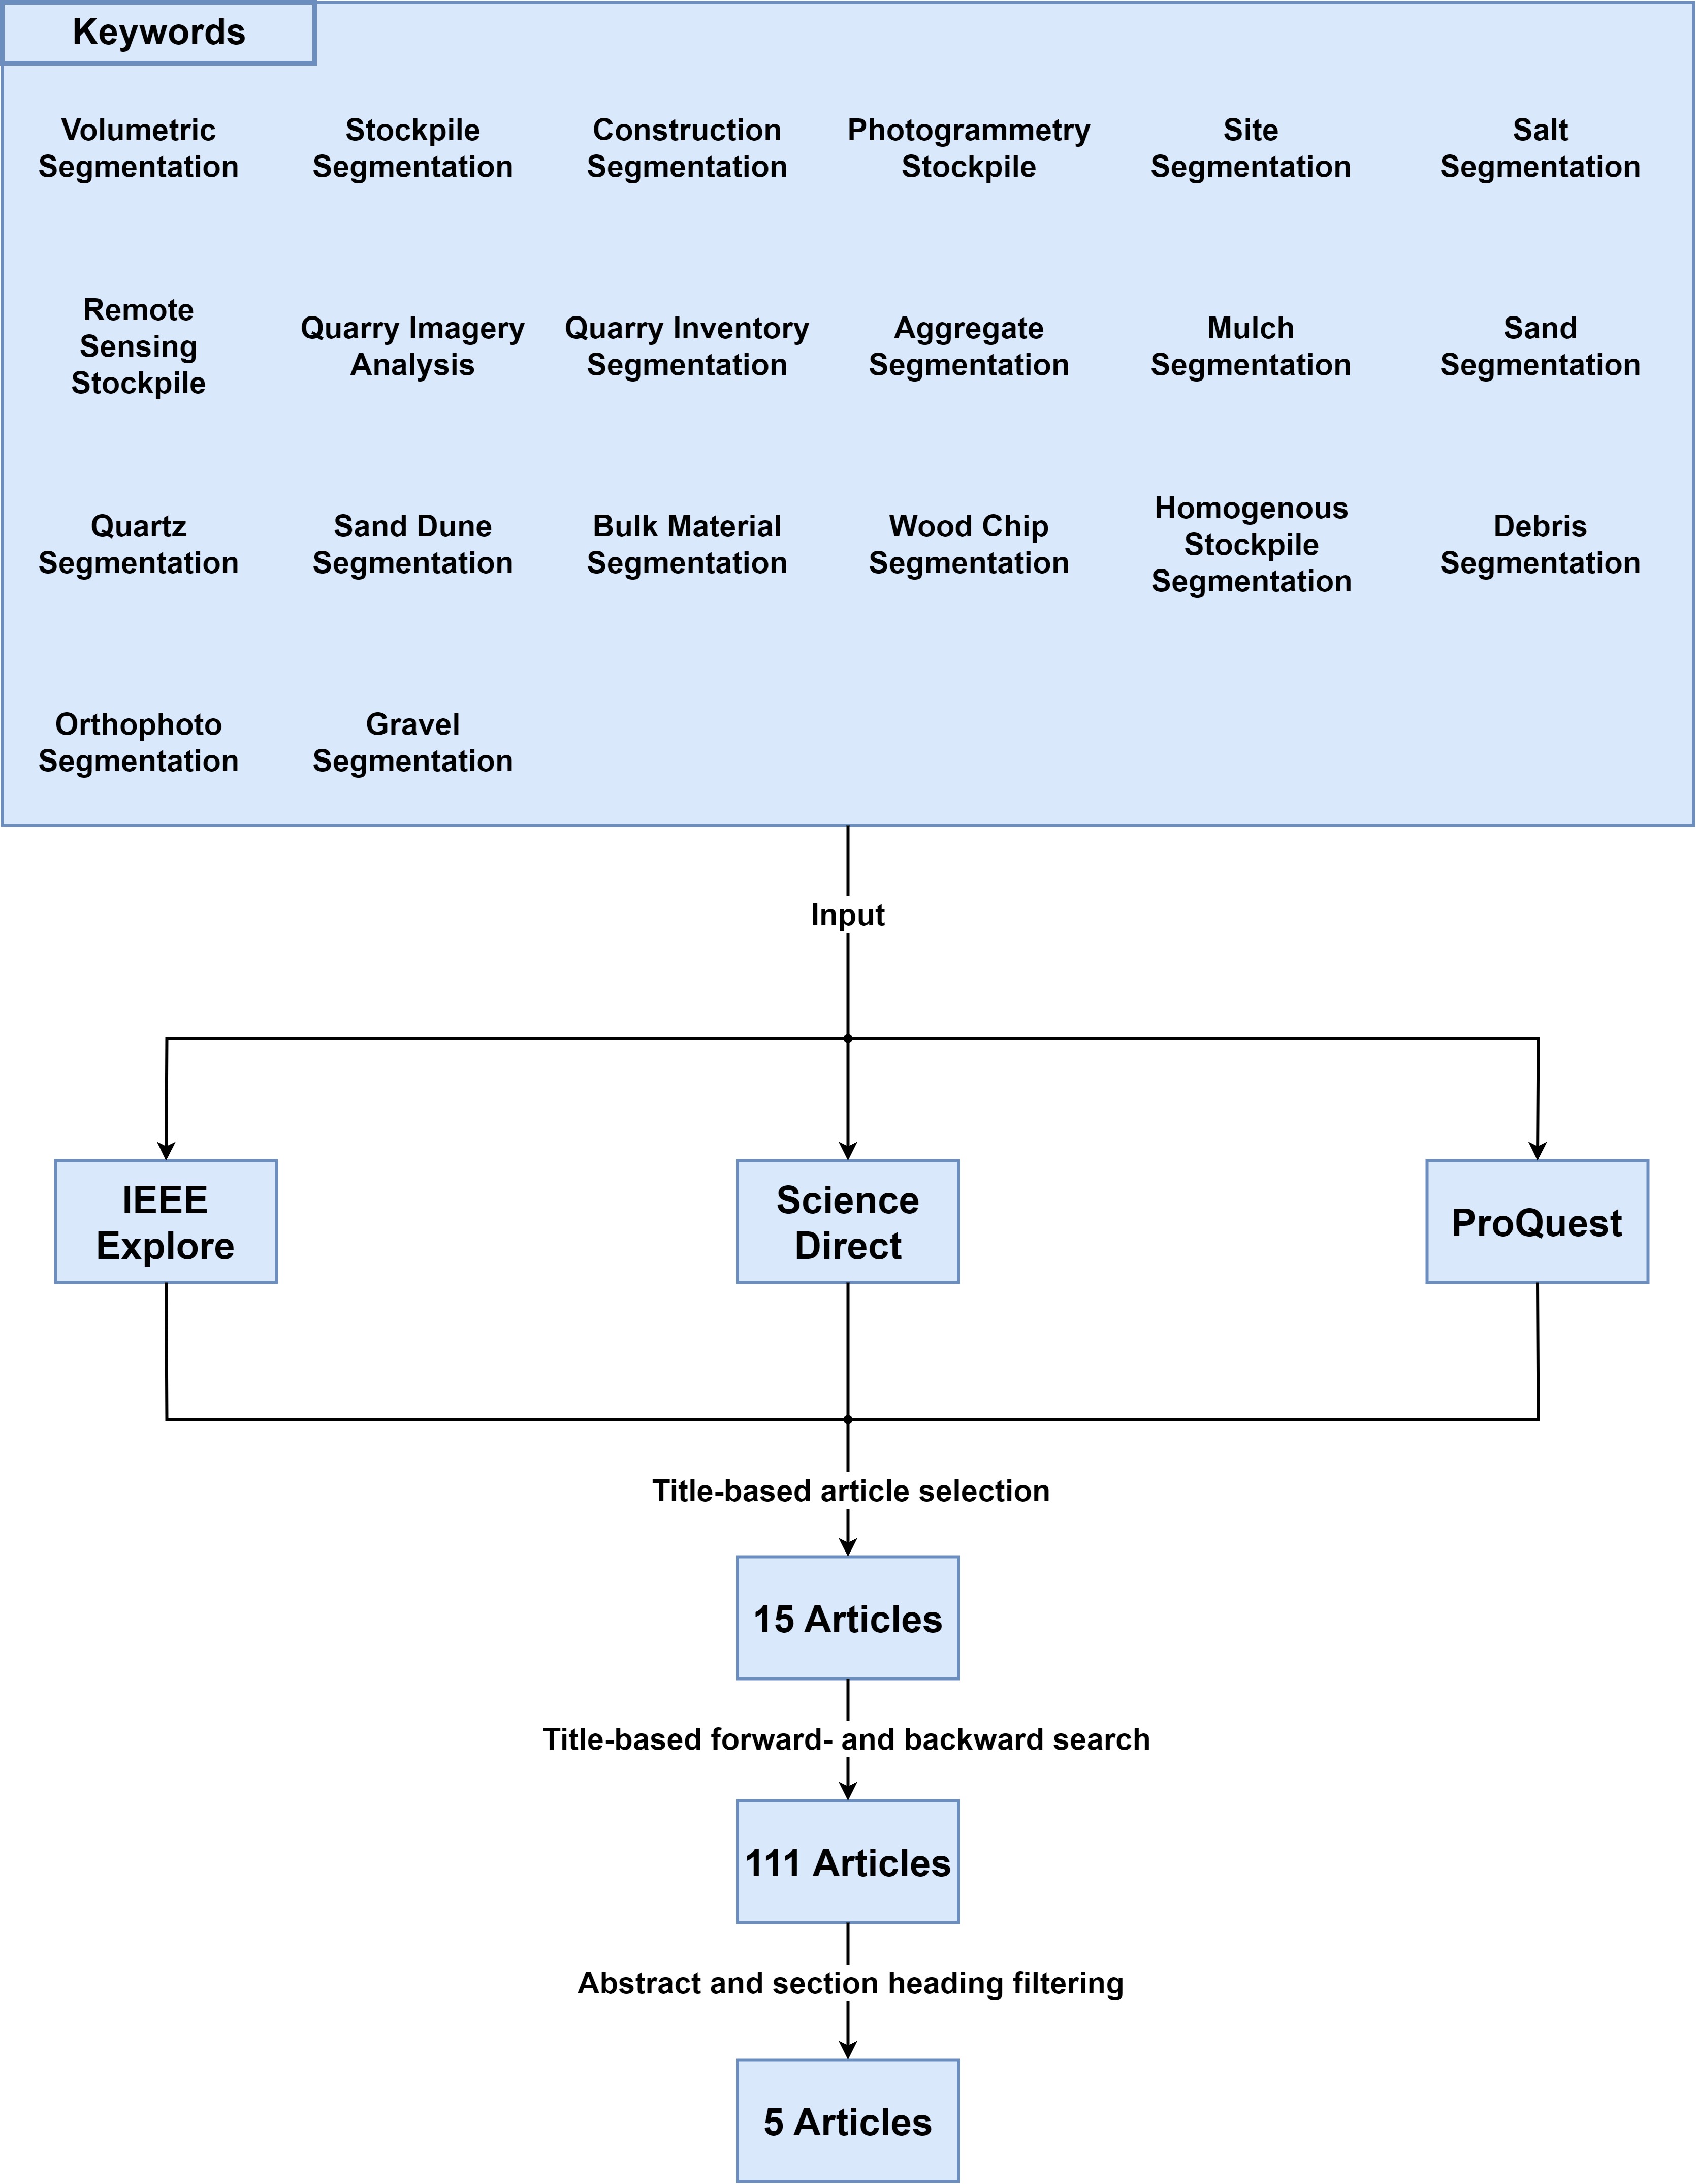 Keywords
Volumetric
Segmentation
Stockpile
Segmentation
Construction
Segmentation
Photogrammetry
Stockpile
Site
Segmentation
Salt
Segmentation
Remote
Sensing
Stockpile
Quarry Imagery
Analysis
Quarry Inventory
Segmentation
Aggregate
Segmentation
Mulch
Segmentation
Sand
Segmentation
Quartz
Segmentation
Sand Dune
Segmentation
Bulk Material
Segmentation
Wood Chip
Segmentation
Homogenous
Stockpile
Segmentation
Debris
Segmentation
Orthophoto
Segmentation
Gravel
Segmentation
Input
IEEE
Explore
Science
Direct
ProQuest
Title-based article selection
15 Articles
Title-based forward- and backward search
111 Articles
Abstract and section heading filtering
5 Articles